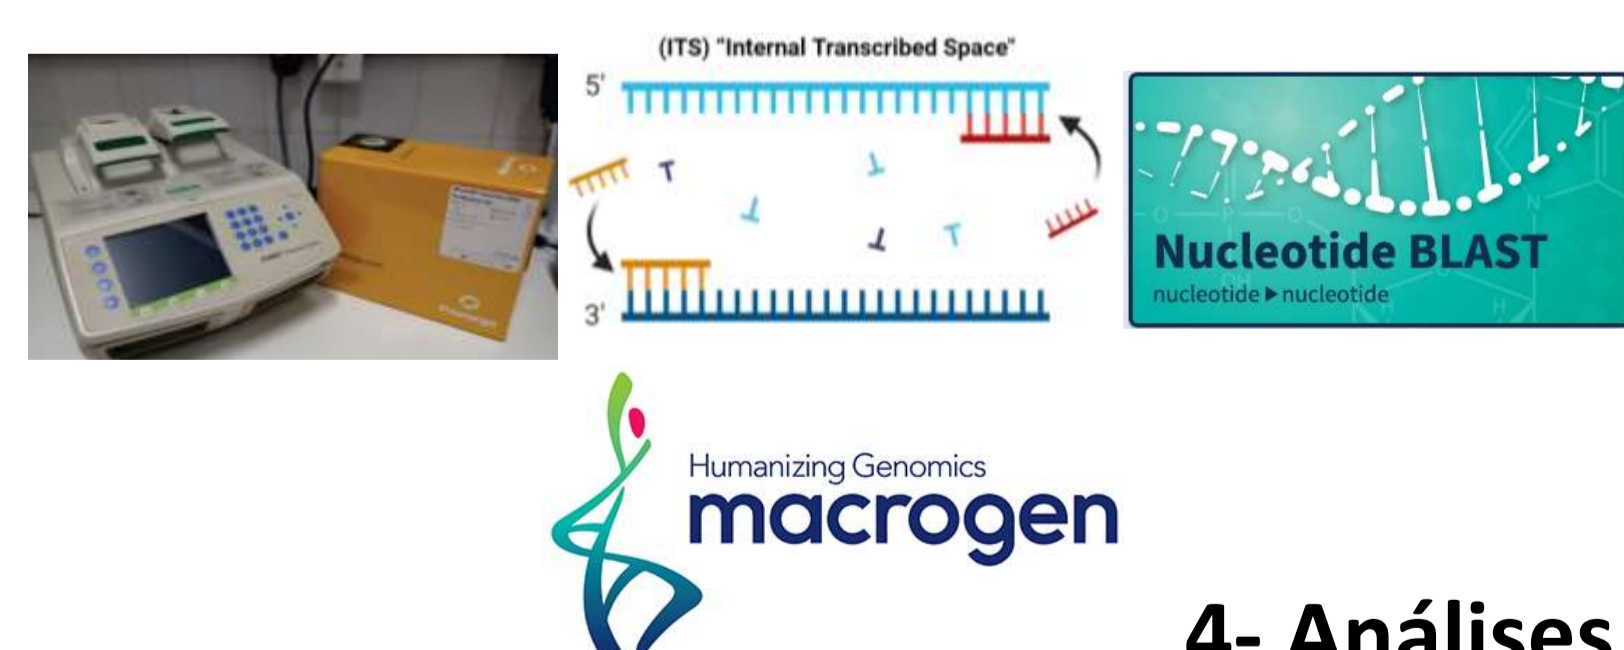 (ITS) "Internal Transcribed Space"
5'
3'
Nucleotide BLAST
nucleotide ▶ nucleotide
Humanizing Genomics
macrogen
4- Análises